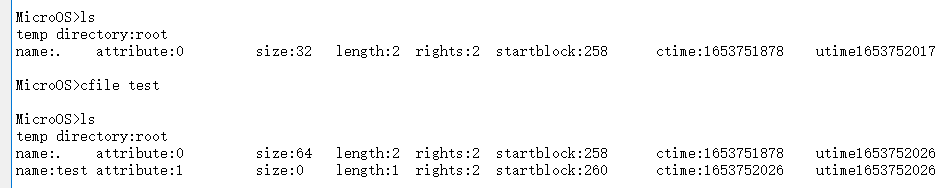 MicroOS>ls
temp directory:root
name:. attribute:0 size:32 length:2 rights:2 startblock:258 ctime:1653751878 utime1653752017
MicroOS>cfile test
MicroOS>ls
temp directory:root
name:. attribute:0 size:64 length:2 rights:2 startblock:258 ctime:1653751878 utime1653752026
name:test attribute:1 size:0 length:1 rights:2 startblock:260 ctime:1653752026 utime1653752026